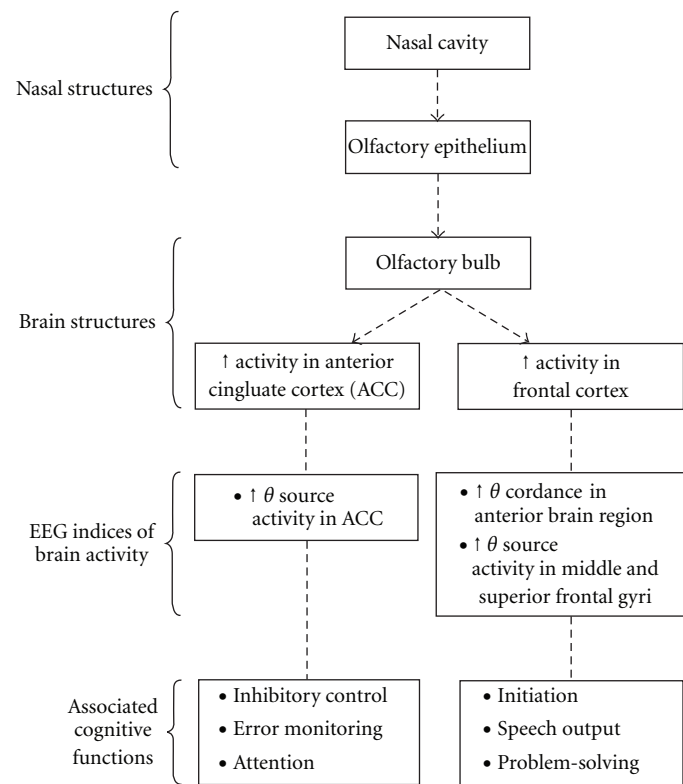 Nasal structures
Nasal cavity
Olfactory epithelium
Brain structures
Olfactory bulb
↑ activity in anterior
cingluate cortex (ACC)
↑ activity in
frontal cortex
EEG indices of
brain activity
• ↑ θ source
activity in ACC
• ↑ θ cordance in
anterior brain region
• ↑ θ source
activity in middle and
superior frontal gyri
Associated
cognitive
functions
• Inhibitory control
• Error monitoring
• Attention
• Initiation
• Speech output
• Problem-solving